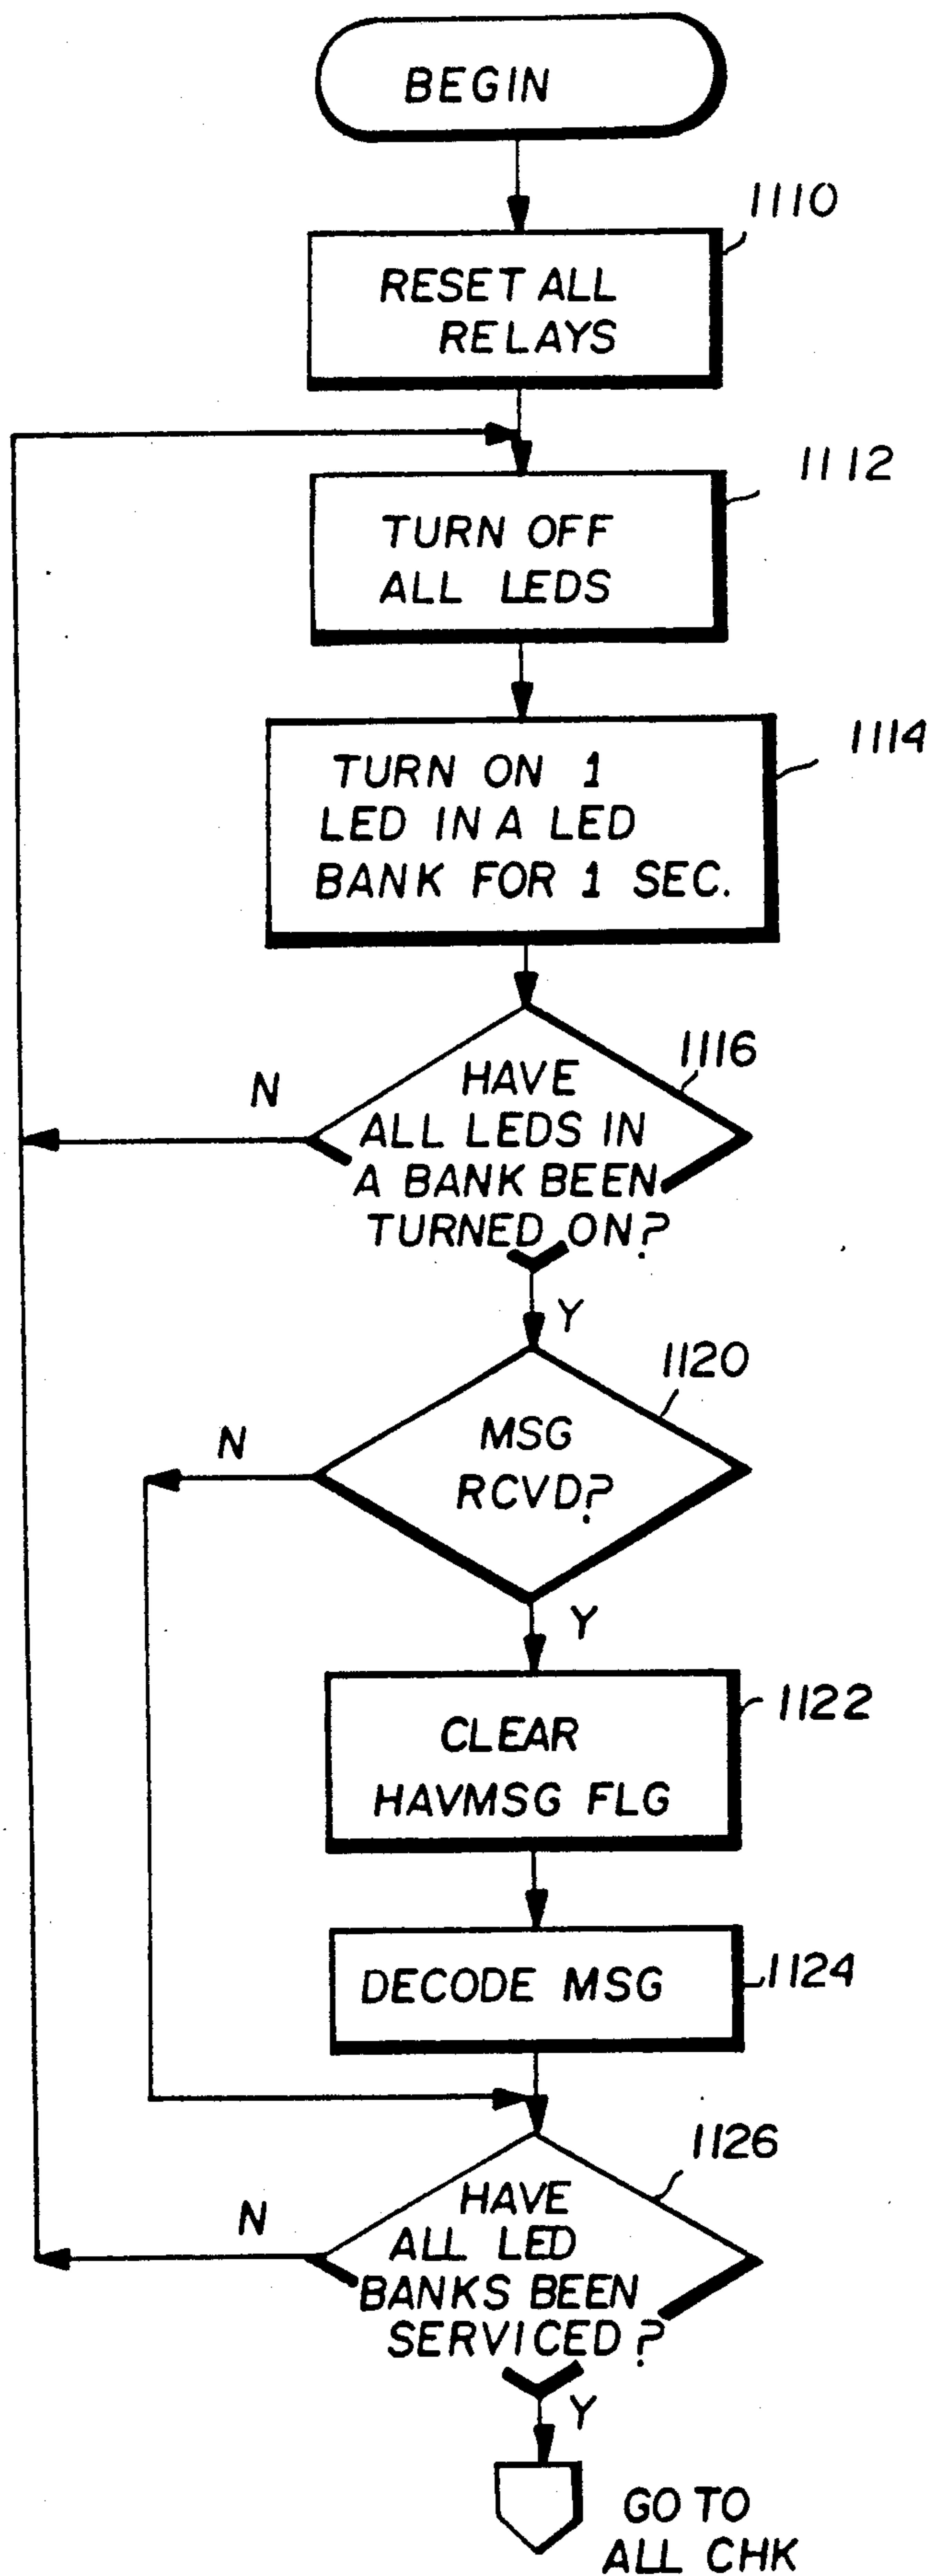 BEGIN
1110
RESET ALL
RELAYS
1112
TURN OFF
ALL LEDS
1114
TURN ON 1
LED IN A LED
BANK FOR 1 SEC.
1116
N
HAVE
ALL LEDS IN
A BANK BEEN
TURNED ON?
Y
1120
N
MSG
RCVD?
Y
1122
CLEAR
HAVMSG FLG
1124
DECODE MSG
1126
N
HAVE
ALL LED
BANKS BEEN
SERVICED?
Y
GO TO
ALL CHK